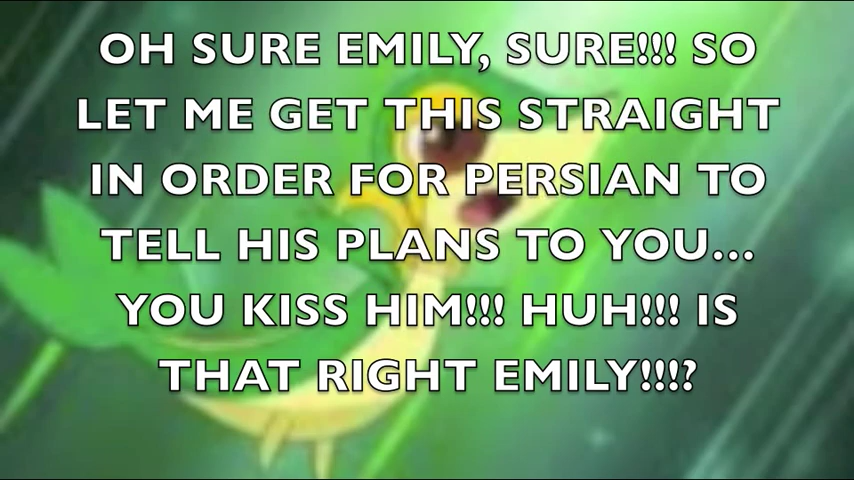 OH SURE EMILY, SURE!!! SO
LET ME GET THIS STRAIGHT
IN ORDER FOR PERSIAN TO
TELL HIS PLANS TO YOU...
YOU KISS HIM!!! HUH!!! IS
THAT RIGHT EMILY!!!?